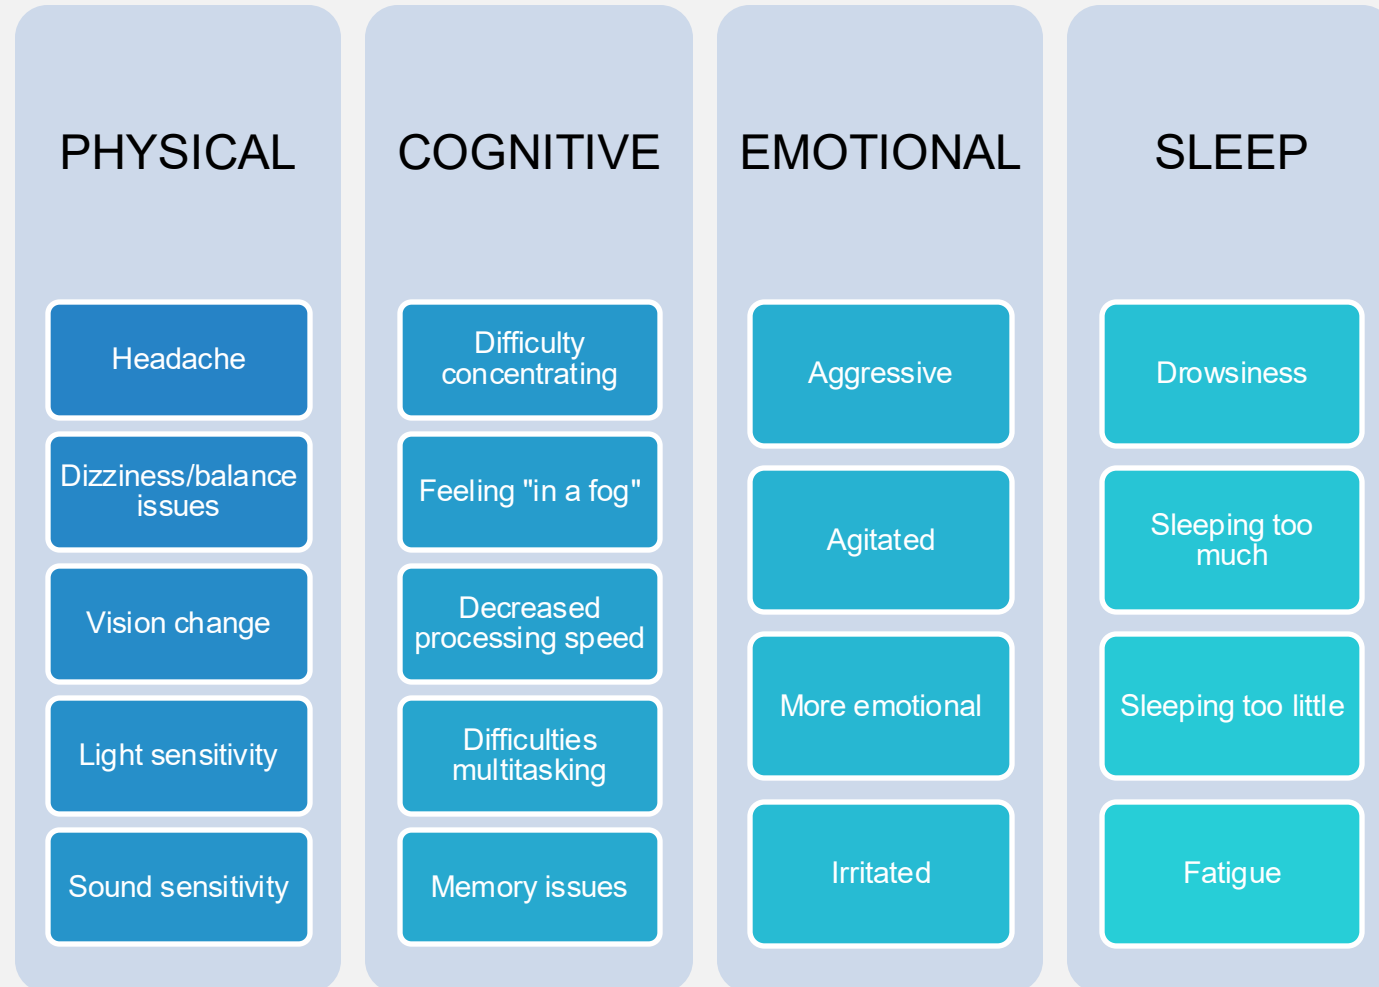 PHYSICAL
Headache
Dizziness/balance
issues
Vision change
Light sensitivity
Sound sensitivity
COGNITIVE
Difficulty
concentrating
Feeling "in a fog"
Decreased
processing speed
Difficulties
multitasking
Memory issues
EMOTIONAL
Aggressive
Agitated
More emotional
Irritated
SLEEP
Drowsiness
Sleeping too
much
Sleeping too little
Fatigue